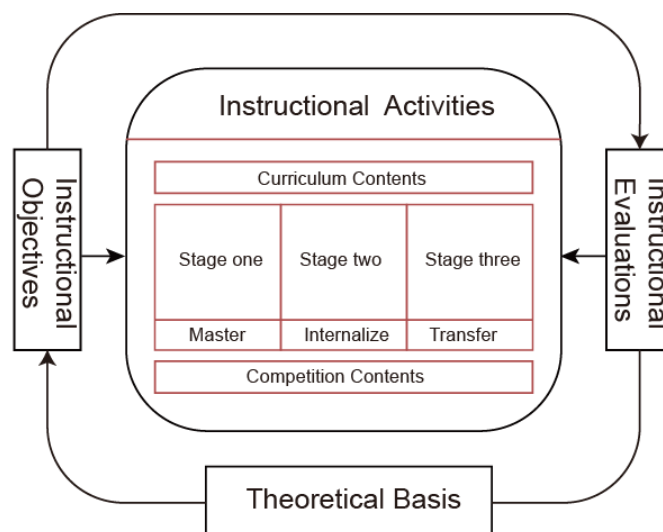 Instructional Activities
Instructional
Objectives
Curriculum Contents
Stage one
Stage two
Stage three
Master
Internalize
Transfer
Competition Contents
Instructional
Evaluations
Theoretical Basis